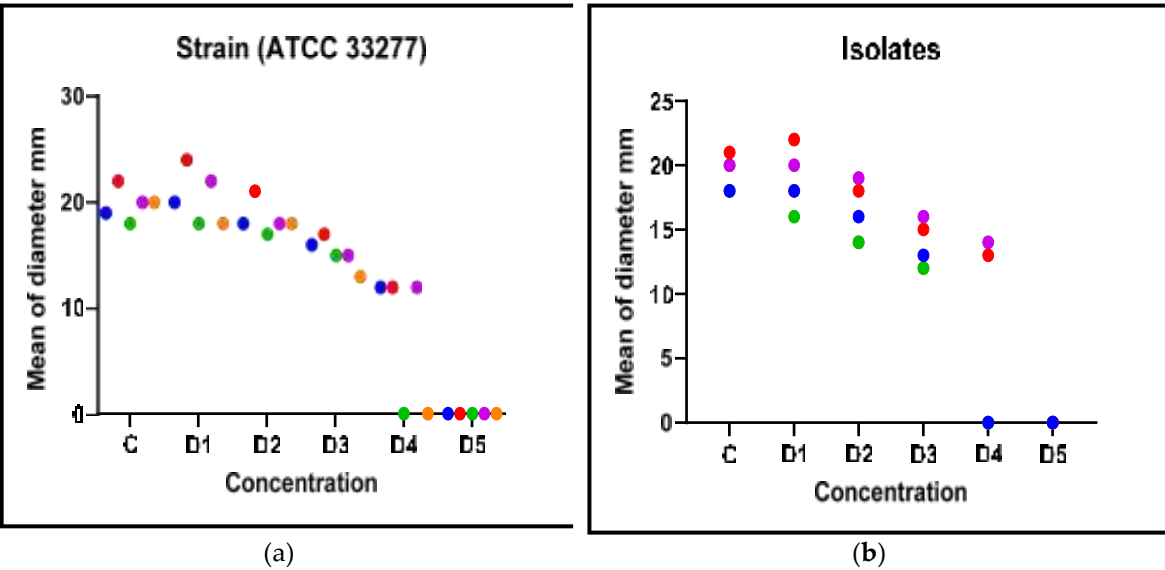 Strain (ATCC 33277)
30
20
10
0
Mean of diameter mm
C D1 D2 D3 D4 D5
Concentration
(a)
Isolates
25
20
15
10
5
0
Mean of diameter mm
C D1 D2 D3 D4 D5
Concentration
(b)